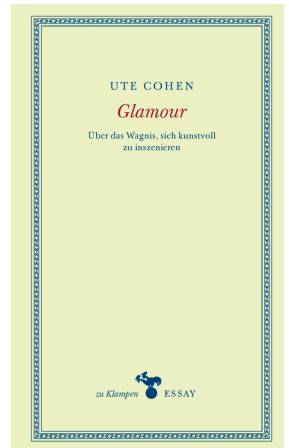 UTE COHEN
Glamour
Über das Wagnis, sich kunstvoll
zu inszenieren
zu Klampen ESSAY